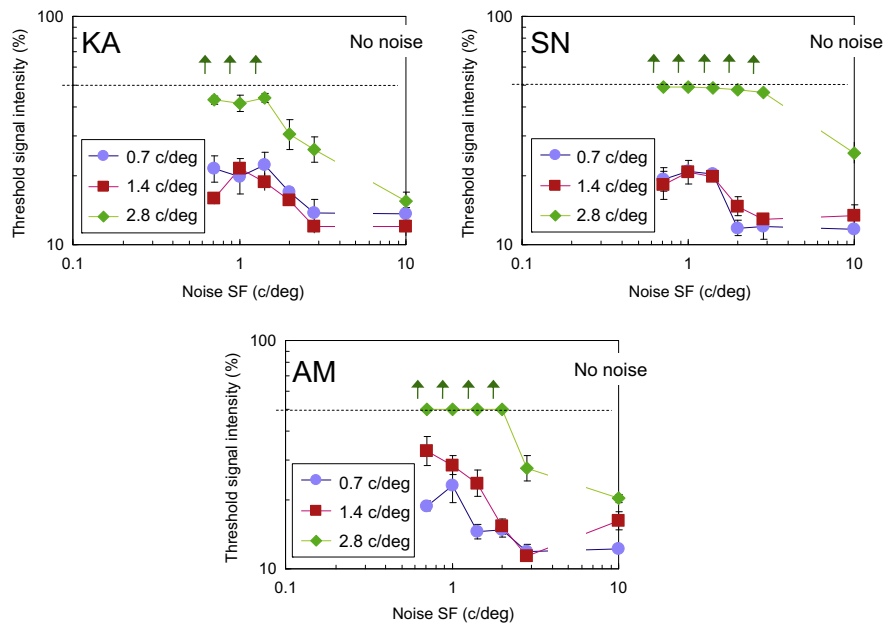 100
KA
No noise
Threshold signal intensity (%)
0.7 c/deg
1.4 c/deg
2.8 c/deg
10
0.1
1
10
Noise SF (c/deg)
100
SN
No noise
Threshold signal intensity (%)
0.7 c/deg
1.4 c/deg
2.8 c/deg
10
0.1
1
10
Noise SF (c/deg)
100
AM
No noise
Threshold signal intensity (%)
0.7 c/deg
1.4 c/deg
2.8 c/deg
10
0.1
1
10
Noise SF (c/deg)